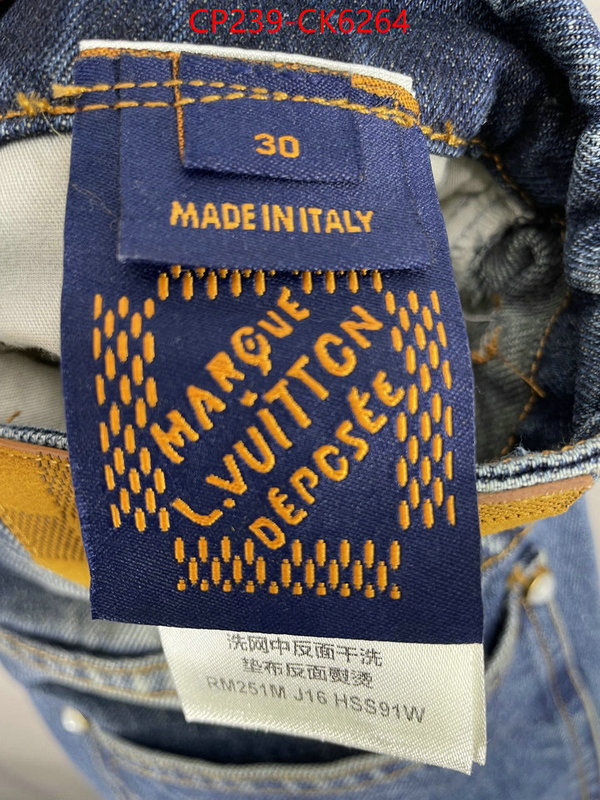 CP239-CK6264
30
MADE IN ITALY
MARQUE
L.VUITTON
DÉPOSÉE
洗网中反面干洗
垫布反面熨烫
RM251M J16 HSS91W